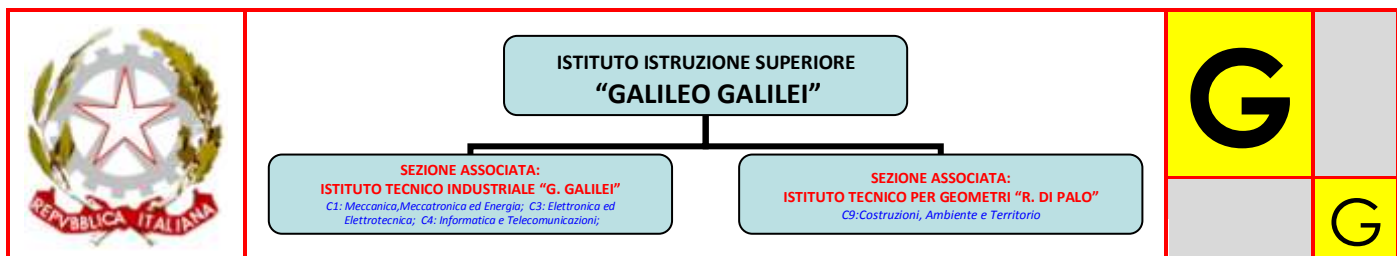 REPVBBLICA ITALIANA
ISTITUTO ISTRUZIONE SUPERIORE
“GALILEO GALILEI”
SEZIONE ASSOCIATA:
ISTITUTO TECNICO INDUSTRIALE “G. GALILEI”
C1: Meccanica,Meccatronica ed Energia; C3: Elettronica ed
Elettrotecnica; C4: Informatica e Telecomunicazioni;
SEZIONE ASSOCIATA:
ISTITUTO TECNICO PER GEOMETRI “R. DI PALO”
C9:Costruzioni, Ambiente e Territorio
G
G